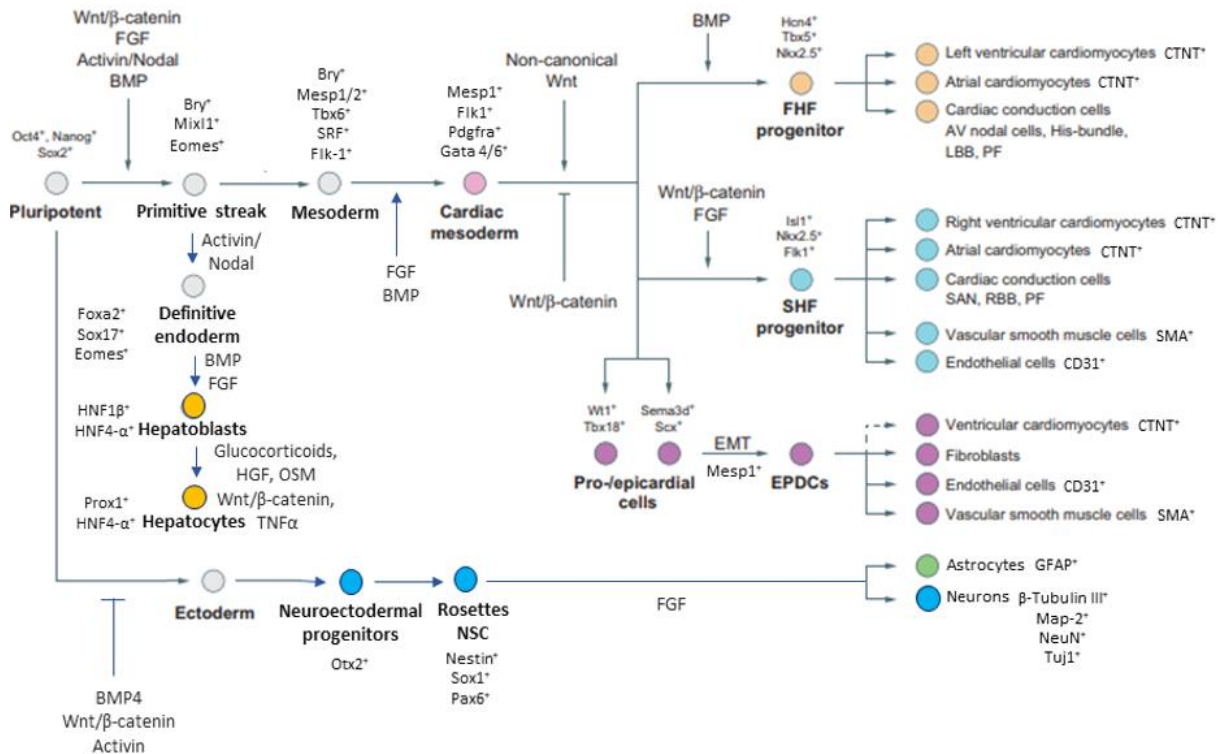 Wnt/β-catenin
FGF
Activin/Nodal
BMP
Oct4⁺, Nanog⁺
Sox2⁺
Pluripotent
Bry⁺
Mixl1⁺
Eomes⁺
Primitive streak
Bry⁺
Mesp1/2⁺
Tbx6⁺
SRF⁺
Flk-1⁺
Mesoderm
FGF
BMP
Mesp1⁺
Flk1⁺
Pdgfra⁺
Gata 4/6⁺
Cardiac
mesoderm
Non-canonical
Wnt
Wnt/β-catenin
BMP
Hcn4⁺
Tbx5⁺
Nkx2.5⁺
FHF
progenitor
Left ventricular cardiomyocytes CTNT⁺
Atrial cardiomyocytes CTNT⁺
Cardiac conduction cells
AV nodal cells, His-bundle,
LBB, PF
Wnt/β-catenin
FGF
Isl1⁺
Nkx2.5⁺
Flk1⁺
SHF
progenitor
Right ventricular cardiomyocytes CTNT⁺
Atrial cardiomyocytes CTNT⁺
Cardiac conduction cells
SAN, RBB, PF
Vascular smooth muscle cells SMA⁺
Endothelial cells CD31⁺
Activin/
Nodal
Foxa2⁺
Sox17⁺
Eomes⁺
Definitive
endoderm
BMP
FGF
HNF1β⁺
HNF4-α⁺
Hepatoblasts
Glucocorticoids,
HGF, OSM
Wnt/β-catenin,
TNFα
Prox1⁺
HNF4-α⁺
Hepatocytes
Wt1⁺
Tbx18⁺
Sema3d⁺
Scx⁺
Pro-/epicardial
cells
EMT
Mesp1⁺
EPDCs
Ventricular cardiomyocytes CTNT⁺
Fibroblasts
Endothelial cells CD31⁺
Vascular smooth muscle cells SMA⁺
BMP4
Wnt/β-catenin
Activin
Ectoderm
Neuroectodermal
progenitors
Otx2⁺
Rosettes
NSC
Nestin⁺
Sox1⁺
Pax6⁺
FGF
Astrocytes GFAP⁺
Neurons β-Tubulin III⁺
Map-2⁺
NeuN⁺
Tuj1⁺